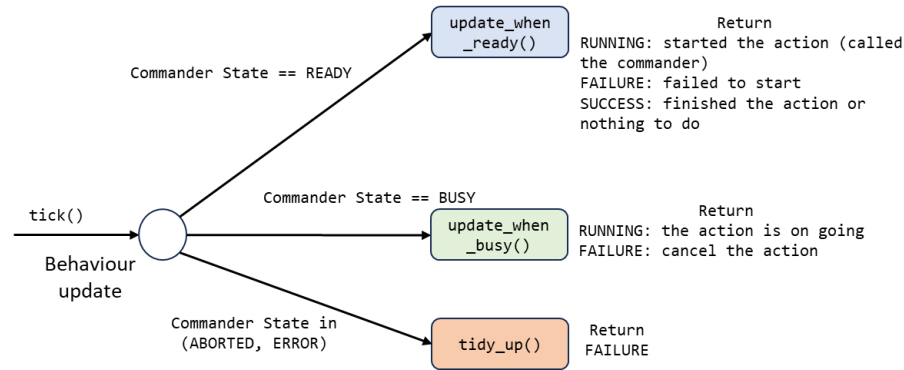 update_when
_ready()
Return
RUNNING: started the action (called
the commander)
FAILURE: failed to start
SUCCESS: finished the action or
nothing to do
Commander State == READY
Commander State == BUSY
tick()
update_when
_busy()
Return
RUNNING: the action is on going
FAILURE: cancel the action
Behaviour
update
Commander State in
(ABORTED, ERROR)
tidy_up()
Return
FAILURE